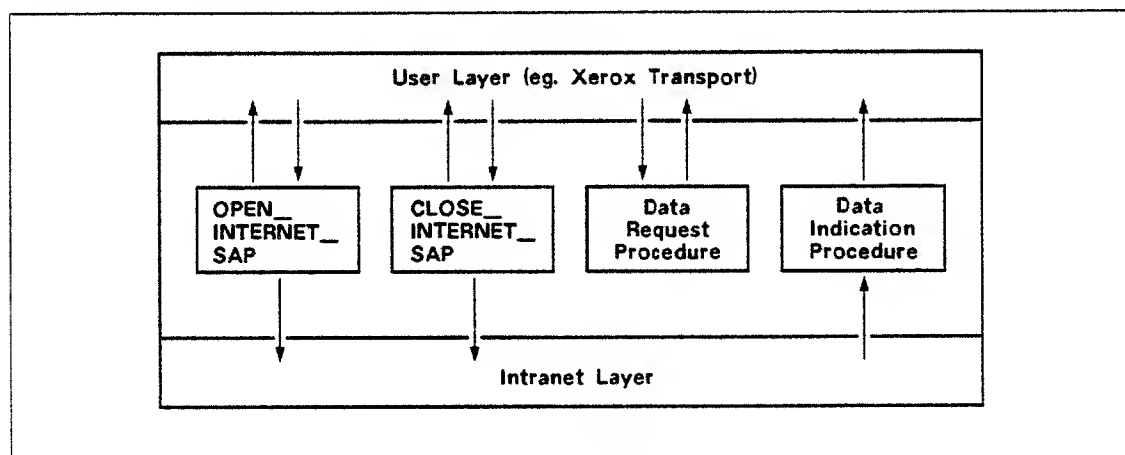 User Layer (eg. Xerox Transport)
OPEN_
INTERNET_
SAP
CLOSE_
INTERNET_
SAP
Data
Request
Procedure
Data
Indication
Procedure
Intranet Layer